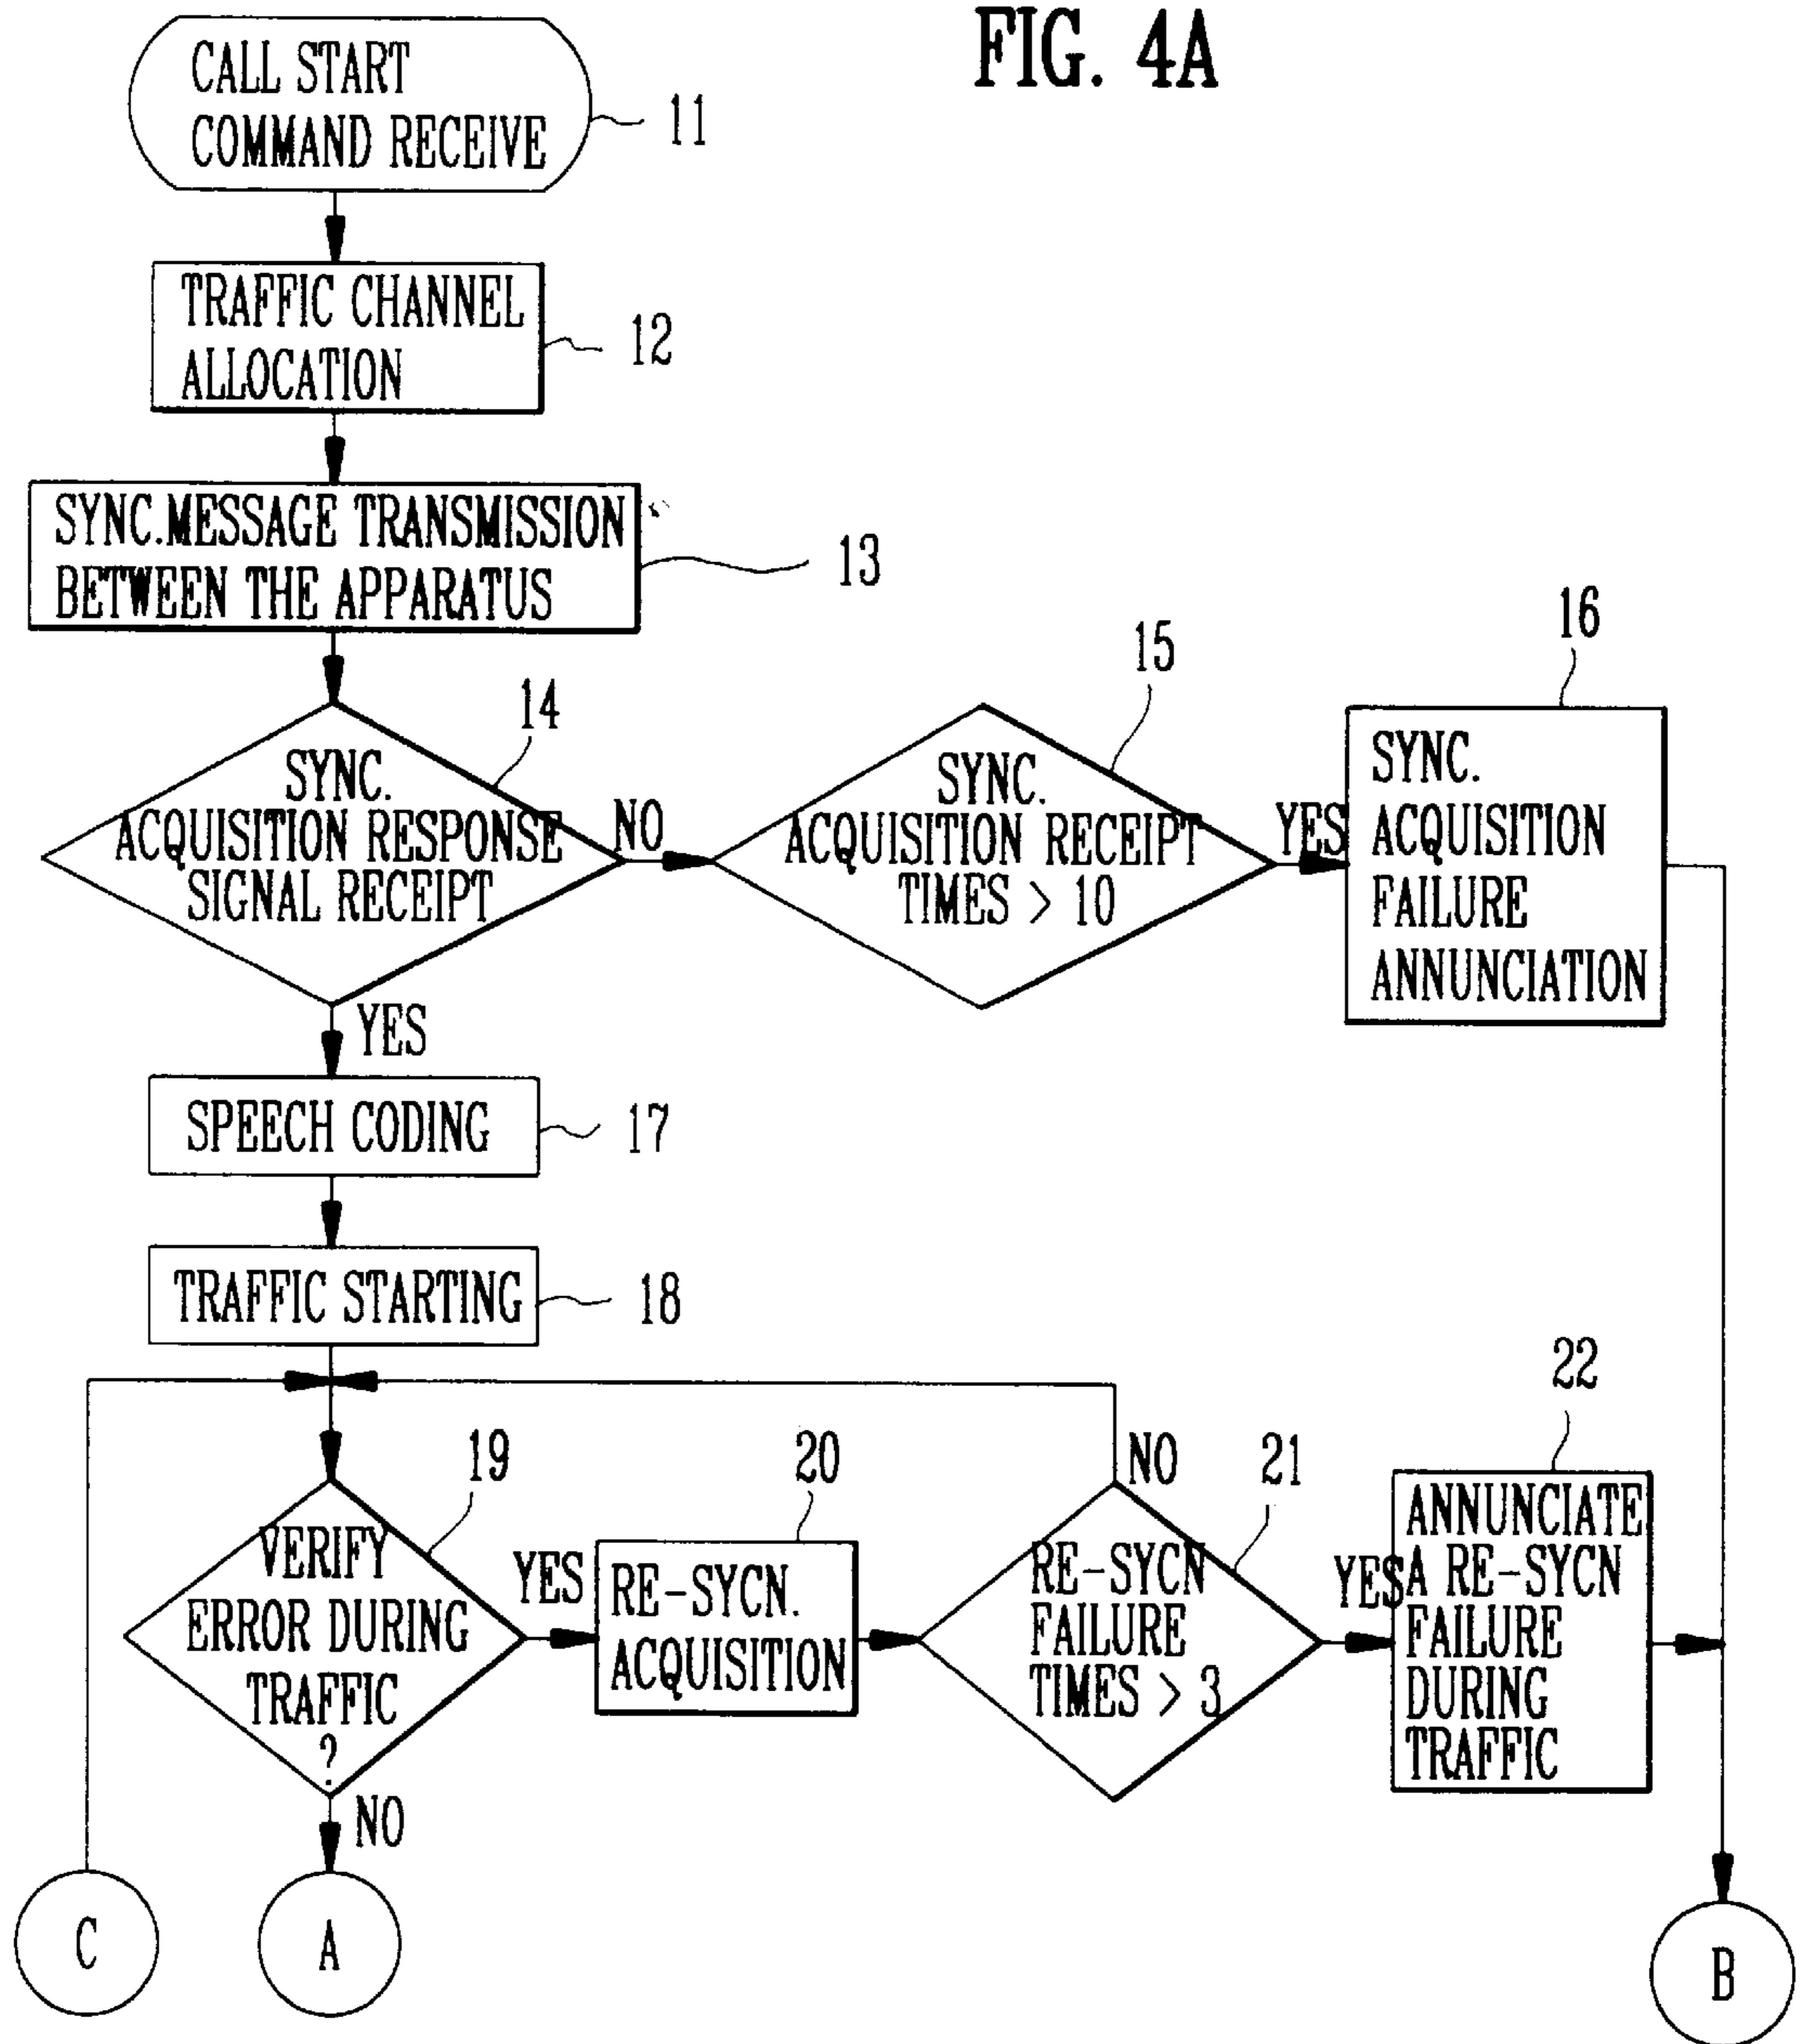 FIG. 4A
CALL START
COMMAND RECEIVE
11
TRAFFIC CHANNEL
ALLOCATION
12
SYNC.MESSAGE TRANSMISSION
BETWEEN THE APPARATUS
13
14
SYNC.
ACQUISITION RESPONSE
SIGNAL RECEIPT
NO
YES
15
SYNC.
ACQUISITION RECEIPT
TIMES > 10
YES
16
SYNC.
ACQUISITION
FAILURE
ANNUNCIATION
SPEECH CODING
17
TRAFFIC STARTING
18
19
VERIFY
ERROR DURING
TRAFFIC
?
YES
NO
20
RE-SYCN.
ACQUISITION
21
RE-SYCN
FAILURE
TIMES > 3
NO
YES
22
ANNUNCIATE
A RE-SYCN
FAILURE
DURING
TRAFFIC
C
A
B